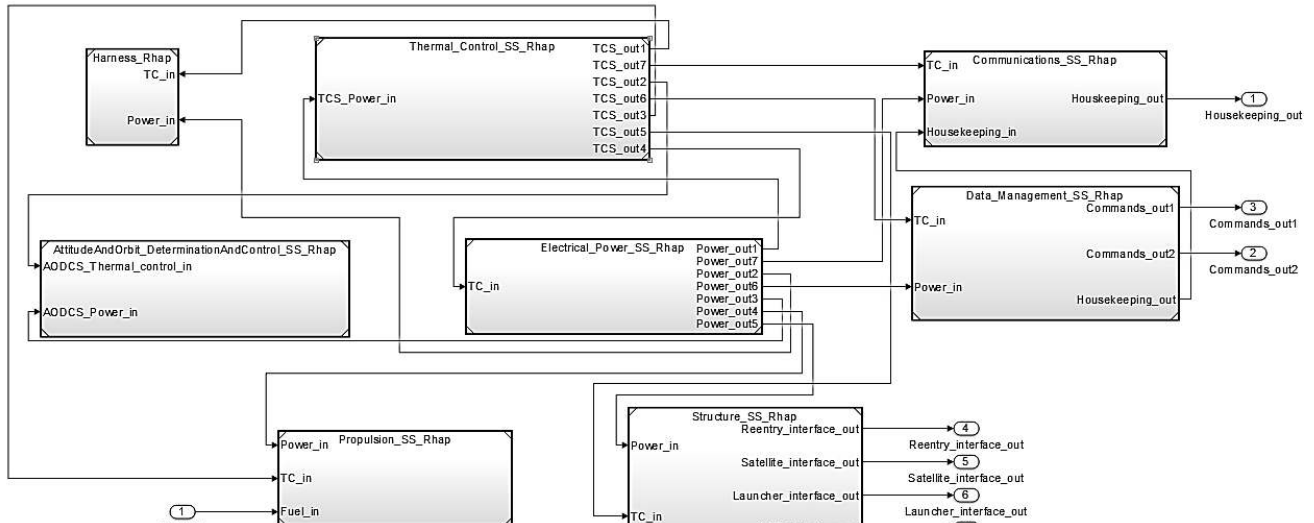 Thermal_Control_SS_Rhap
TCS_out1
TCS_out7
TCS_out2
TCS_out6
TCS_out3
TCS_out5
TCS_out4
TCS_Power_in
Harness_Rhap
TC_in
Power_in
Communications_SS_Rhap
TC_in
Power_in
Houskeeping_out
Housekeeping_in
1
Housekeeping_out
Data_Management_SS_Rhap
Commands_out1
TC_in
Commands_out2
Power_in
Housekeeping_out
3
Commands_out1
2
Commands_out2
AttitudeAndOrbit_DeterminationAndControl_SS_Rhap
AODCS_Thermal_control_in
AODCS_Power_in
Electrical_Power_SS_Rhap
Power_out1
Power_out7
Power_out2
Power_out6
Power_out3
Power_out4
Power_out5
TC_in
Propulsion_SS_Rhap
Power_in
TC_in
1
Fuel_in
Structure_SS_Rhap
Reentry_interface_out
Power_in
Satellite_interface_out
Launcher_interface_out
TC_in
4
Reentry_interface_out
5
Satellite_interface_out
6
Launcher_interface_out